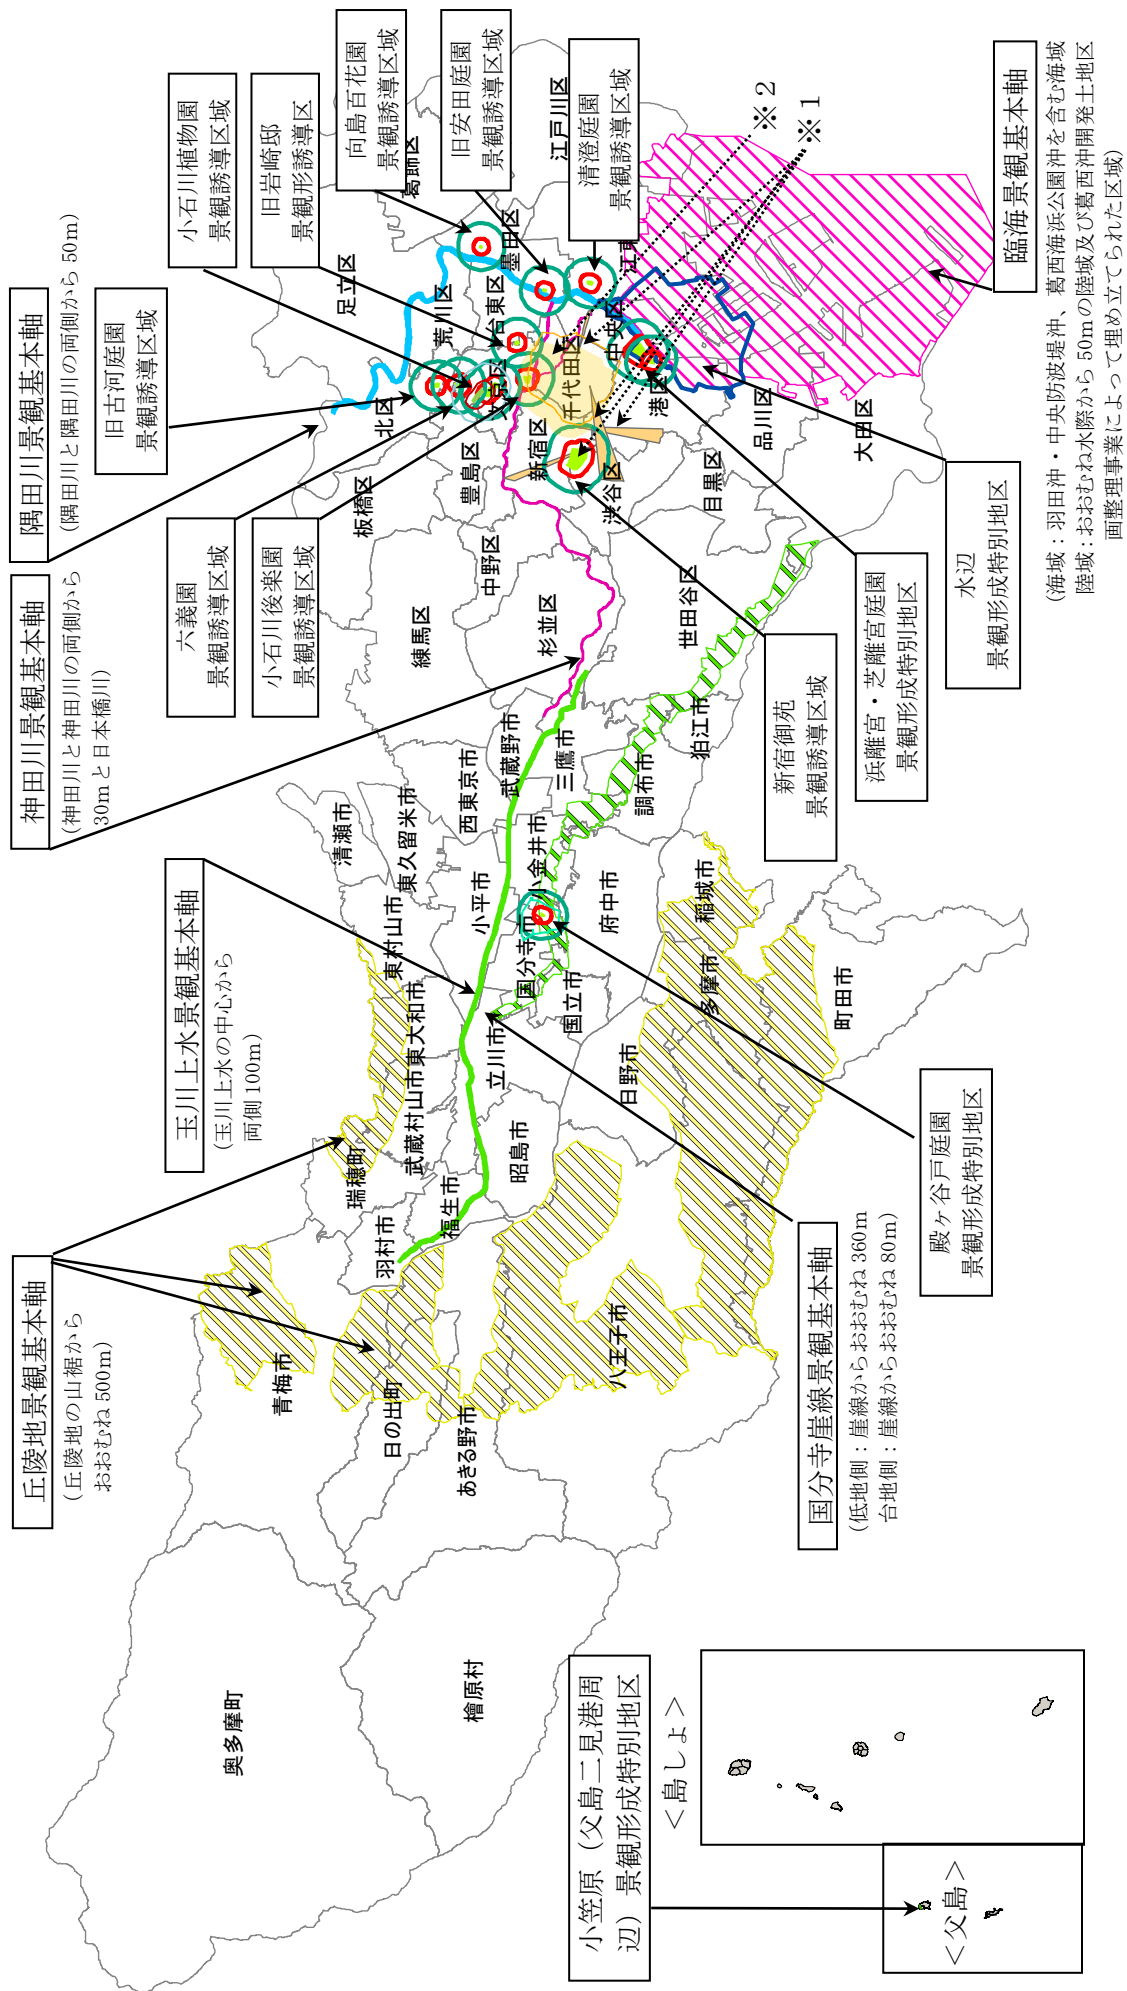 丘陵地景観基本軸
(丘陵地の山裾から
おおむね 500m)
玉川上水景観基本軸
(玉川上水の中心から
両側 100m)
神田川景観基本軸
(神田川と神田川の両側から
30m と日本橋川)
隅田川景観基本軸
(隅田川と隅田川の両側から 50m)
旧古河庭園
景観誘導区域
六義園
景観誘導区域
小石川後楽園
景観誘導区域
小石川植物園
景観誘導区域
旧岩崎邸
景観形誘導区
向島百花園
景観誘導区域
旧安田庭園
景観誘導区域
清澄庭園
景観誘導区域
※2
※1
臨海景観基本軸
(海域：羽田沖・中央防波堤沖、葛西海浜公園沖を含む海域
陸域：おおむね水際から 50mの陸域及び葛西沖開発土地区
画整理事業によって埋め立てられた区域)
水辺
景観形成特別地区
浜離宮・芝離宮庭園
景観形成特別地区
新宿御苑
景観誘導区域
殿ヶ谷戸庭園
景観形成特別地区
国分寺崖線景観基本軸
(低地側：崖線からおおむね 360m
台地側：崖線からおおむね 80m)
小笠原（父島二見港周
辺）景観形成特別地区
＜島しょ＞
＜父島＞
奥多摩町
檜原村
青梅市
日の出町
あきる野市
八王子市
羽村市
瑞穂町
福生市
武蔵村山市
東大和市
昭島市
立川市
日野市
東村山市
国分寺市
国立市
小平市
府中市
多摩市
稲城市
町田市
清瀬市
東久留米市
西東京市
小金井市
武蔵野市
三鷹市
調布市
狛江市
練馬区
杉並区
世田谷区
中野区
板橋区
豊島区
新宿区
渋谷区
目黒区
北区
文京区
千代田区
港区
品川区
大田区
足立区
荒川区
台東区
中央区
墨田区
葛飾区
江戸川区